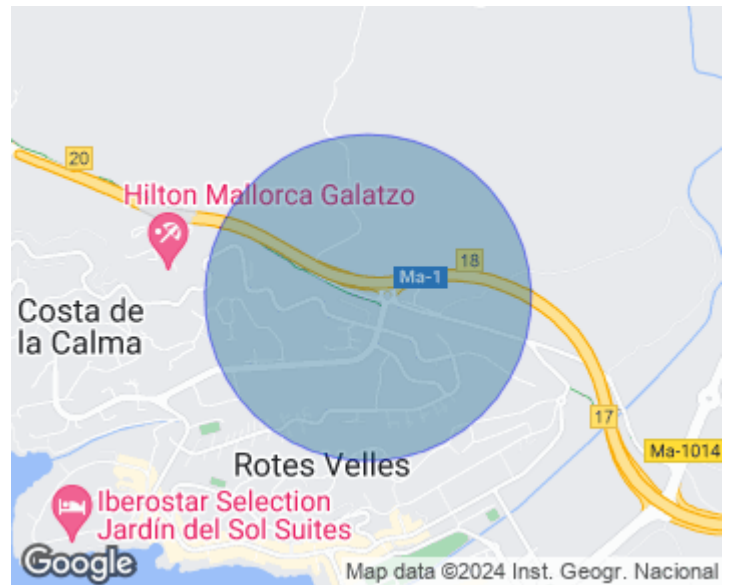 20
Hilton Mallorca Galatzo
18
Ma-1
Costa de
la Calma
17
Ma-1014
Rotes Velles
Iberostar Selection
Jardín del Sol Suites
Google
Map data ©2024 Inst. Geogr. Nacional